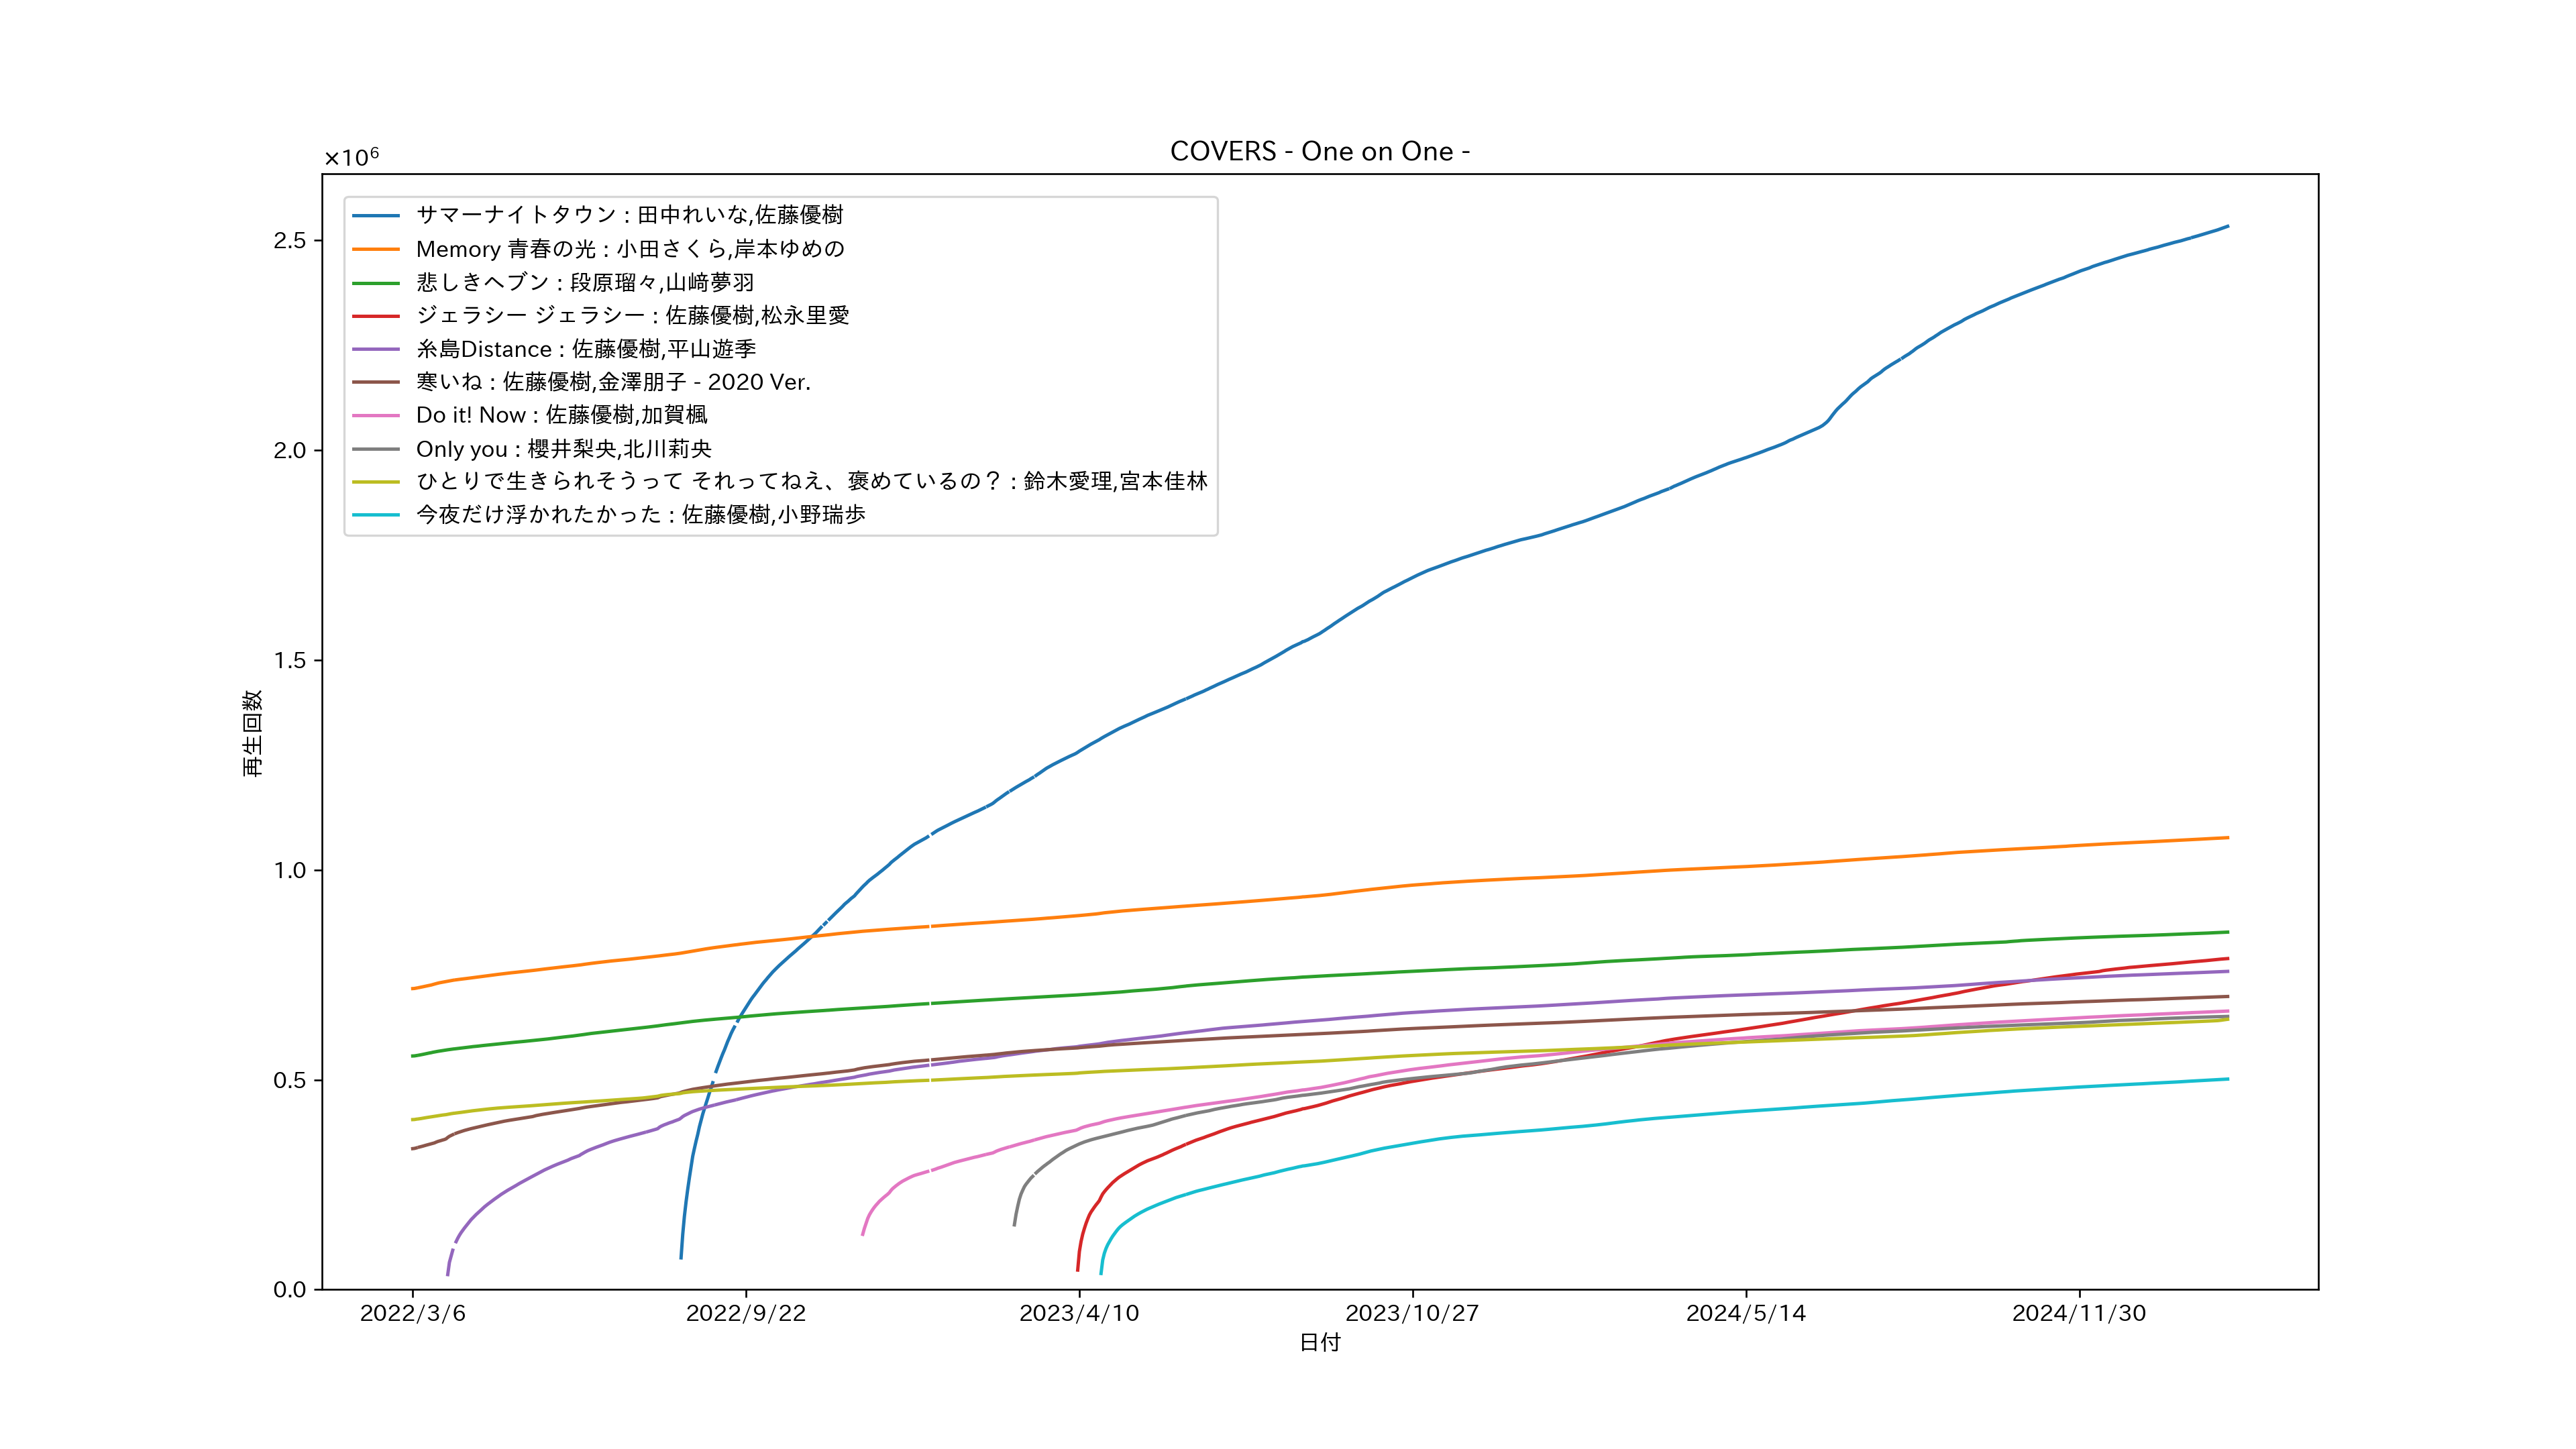 COVERS - One on One -
×10⁶
サマーナイトタウン : 田中れいな,佐藤優樹
Memory 青春の光 : 小田さくら,岸本ゆめの
悲しきヘブン : 段原瑠々,山﨑夢羽
ジェラシー ジェラシー : 佐藤優樹,松永里愛
糸島Distance : 佐藤優樹,平山遊季
寒いね : 佐藤優樹,金澤朋子 - 2020 Ver.
Do it! Now : 佐藤優樹,加賀楓
Only you : 櫻井梨央,北川莉央
ひとりで生きられそうって それってねえ、褒めているの？ : 鈴木愛理,宮本佳林
今夜だけ浮かれたかった : 佐藤優樹,小野瑞歩
2.5
2.0
1.5
1.0
0.5
0.0
再生回数
2022/3/6
2022/9/22
2023/4/10
2023/10/27
2024/5/14
2024/11/30
日付